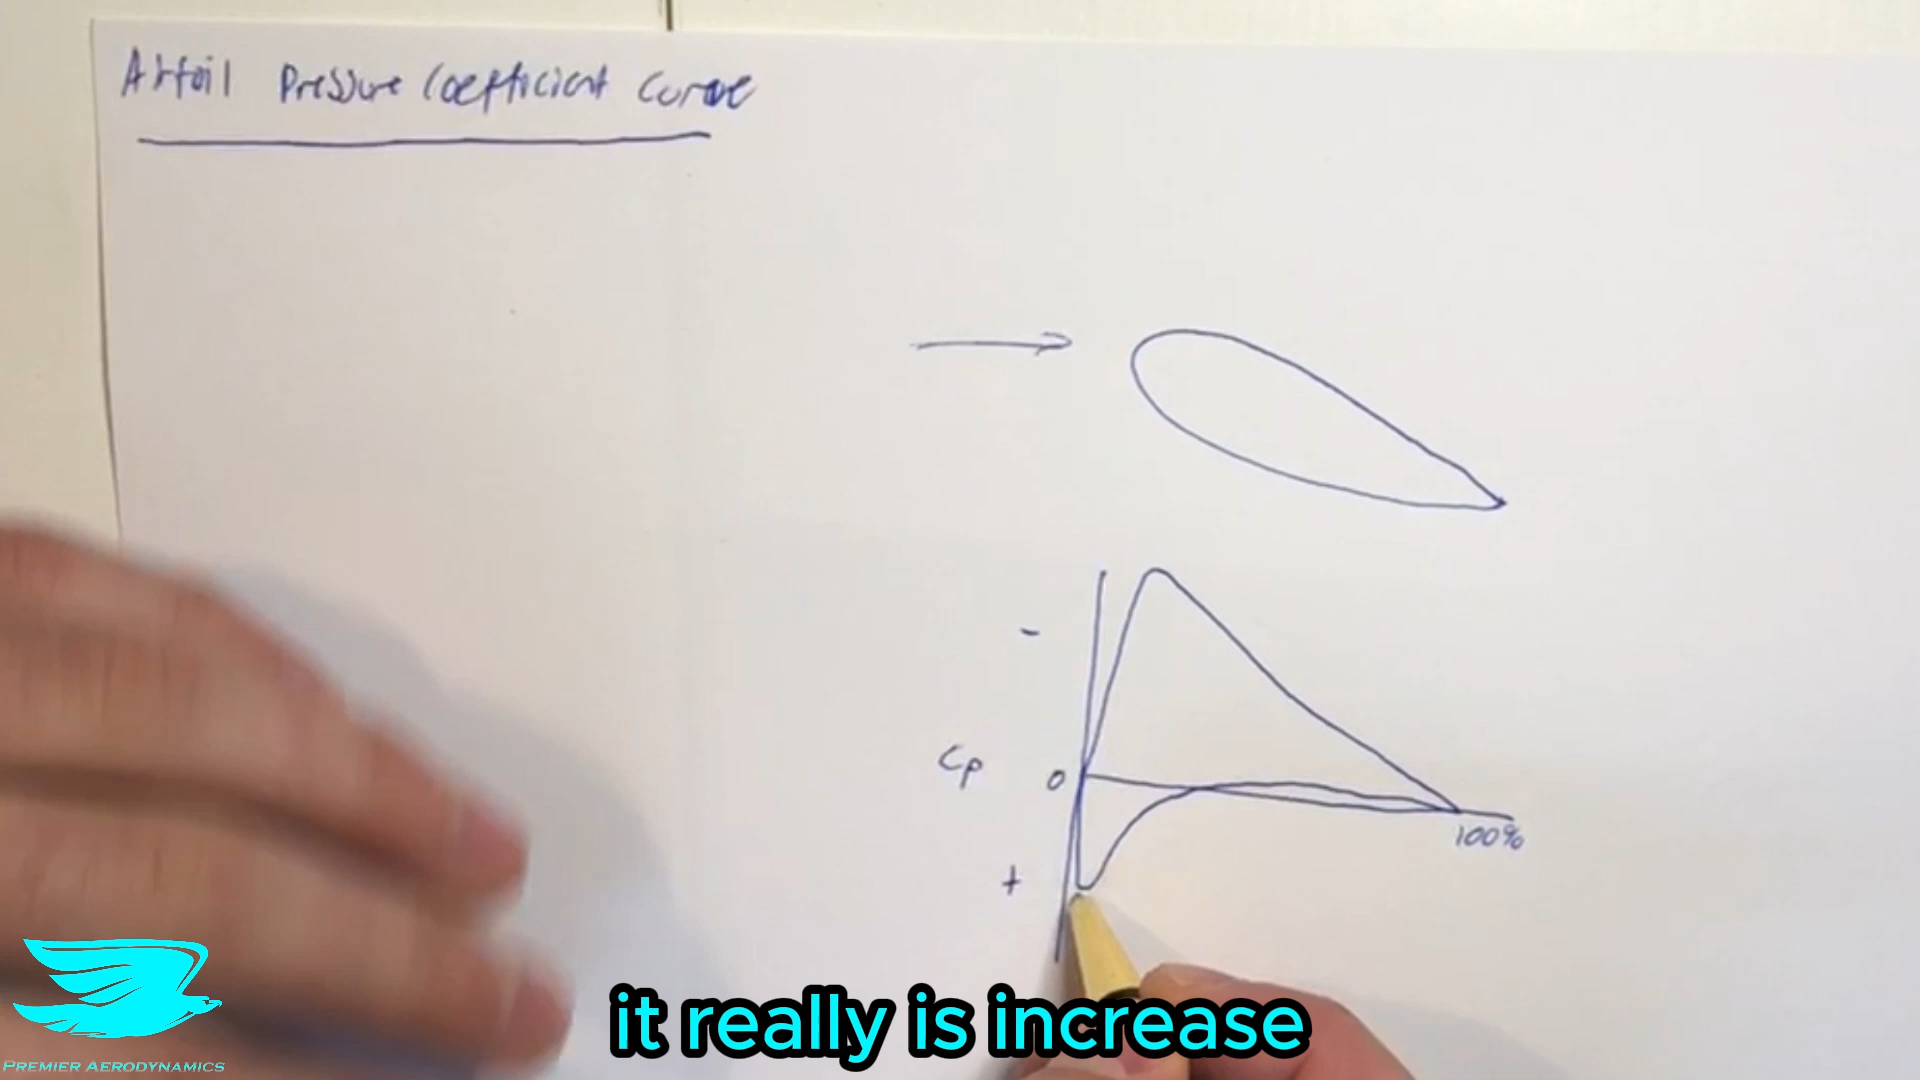 Airfoil Pressure Coefficient Curve
-
Cp 0
100%
+
it really is increase
PREMIER AERODYNAMICS